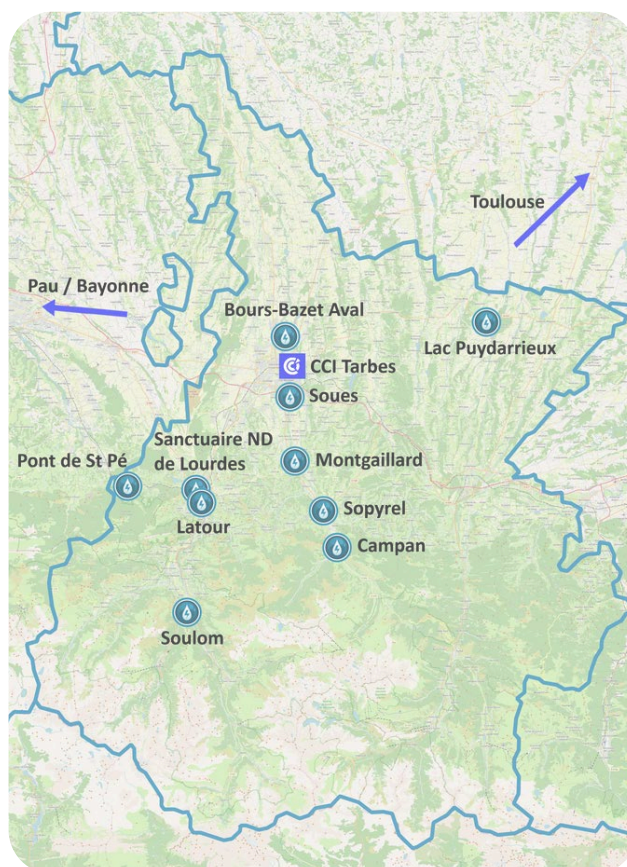 Toulouse
Pau / Bayonne
Bours-Bazet Aval
Lac Puydarrieux
CCI Tarbes
Soues
Sanctuaire ND
de Lourdes
Pont de St Pé
Montgaillard
Latour
Sopyrel
Campan
Soulom